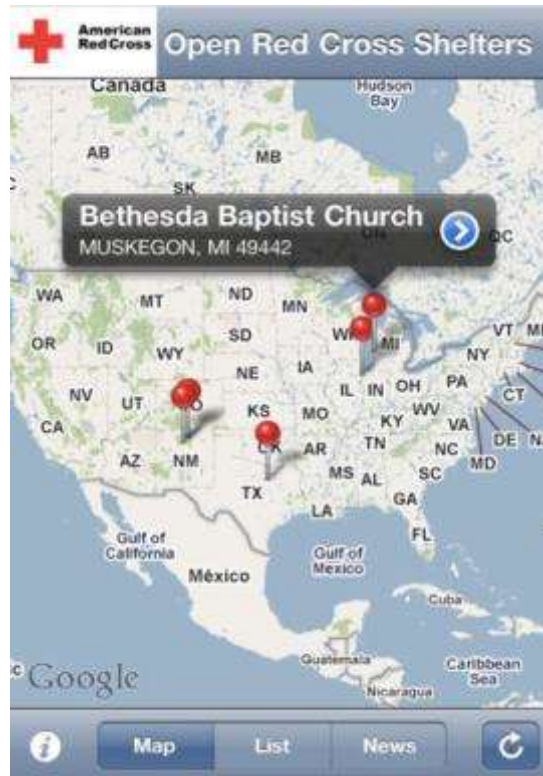 American
Red Cross
Open Red Cross Shelters
Canada
Hudson
Bay
AB
MB
SK
Bethesda Baptist Church
MUSKEGON, MI 49442
ON
QC
WA
MT
ND
MN
OR
ID
SD
WI
MI
VT
WY
NY
NE
IA
NV
UT
IL
IN
OH
PA
CT
CA
KS
MO
KY
WV
VA
DE
AZ
NM
AR
TN
NC
MD
TX
MS
AL
SC
LA
GA
FL
Gulf of
California
Gulf of
Mexico
México
Cuba
Guatemala
Caribbean
Sea
Nicaragua
Google
i
Map
List
News